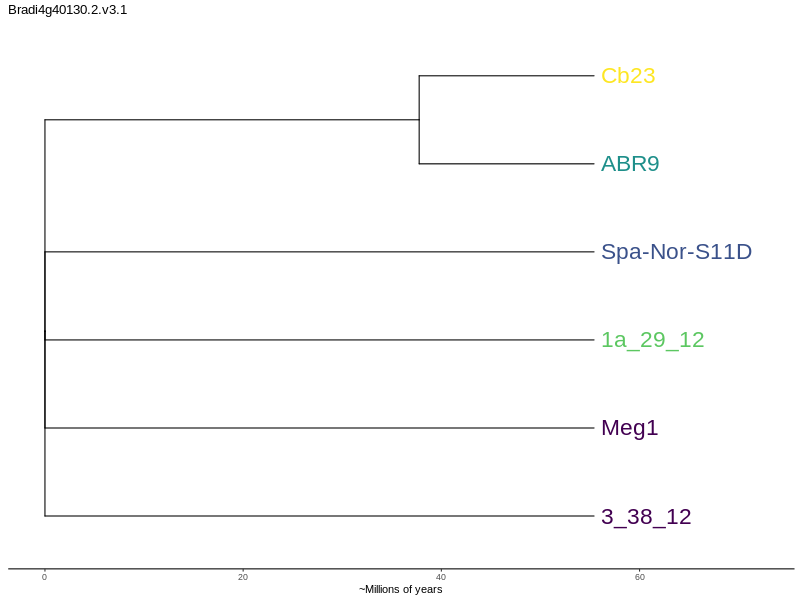 Bradi4g40130.2.v3.1
Cb23
ABR9
Spa-Nor-S11D
1a_29_12
Meg1
3_38_12
0 20 40 60
~Millions of years